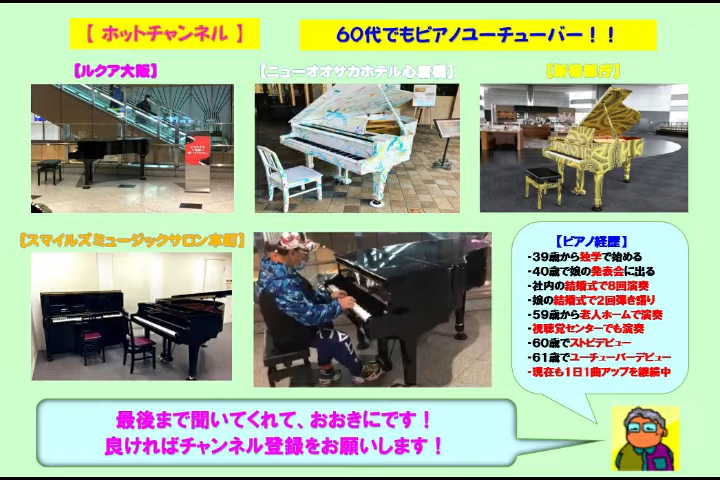 【 ホットチャンネル 】
60代でもピアノユーチューバー！！
【ルクア大阪】
【ニューオオサカホテル心斎橋】
【新宿都庁】
【スマイルズミュージックサロン本町】
【ピアノ経歴】
・39歳から独学で始める
・40歳で娘の発表会に出る
・社内の結婚式で8回演奏
・娘の結婚式で2回弾き語り
・59歳から老人ホームで演奏
・視聴覚センターでも演奏
・60歳でストピデビュー
・61歳でユーチューバーデビュー
・現在も1日1曲アップを継続中
最後まで聞いてくれて、おおきにです！
良ければチャンネル登録をお願いします！